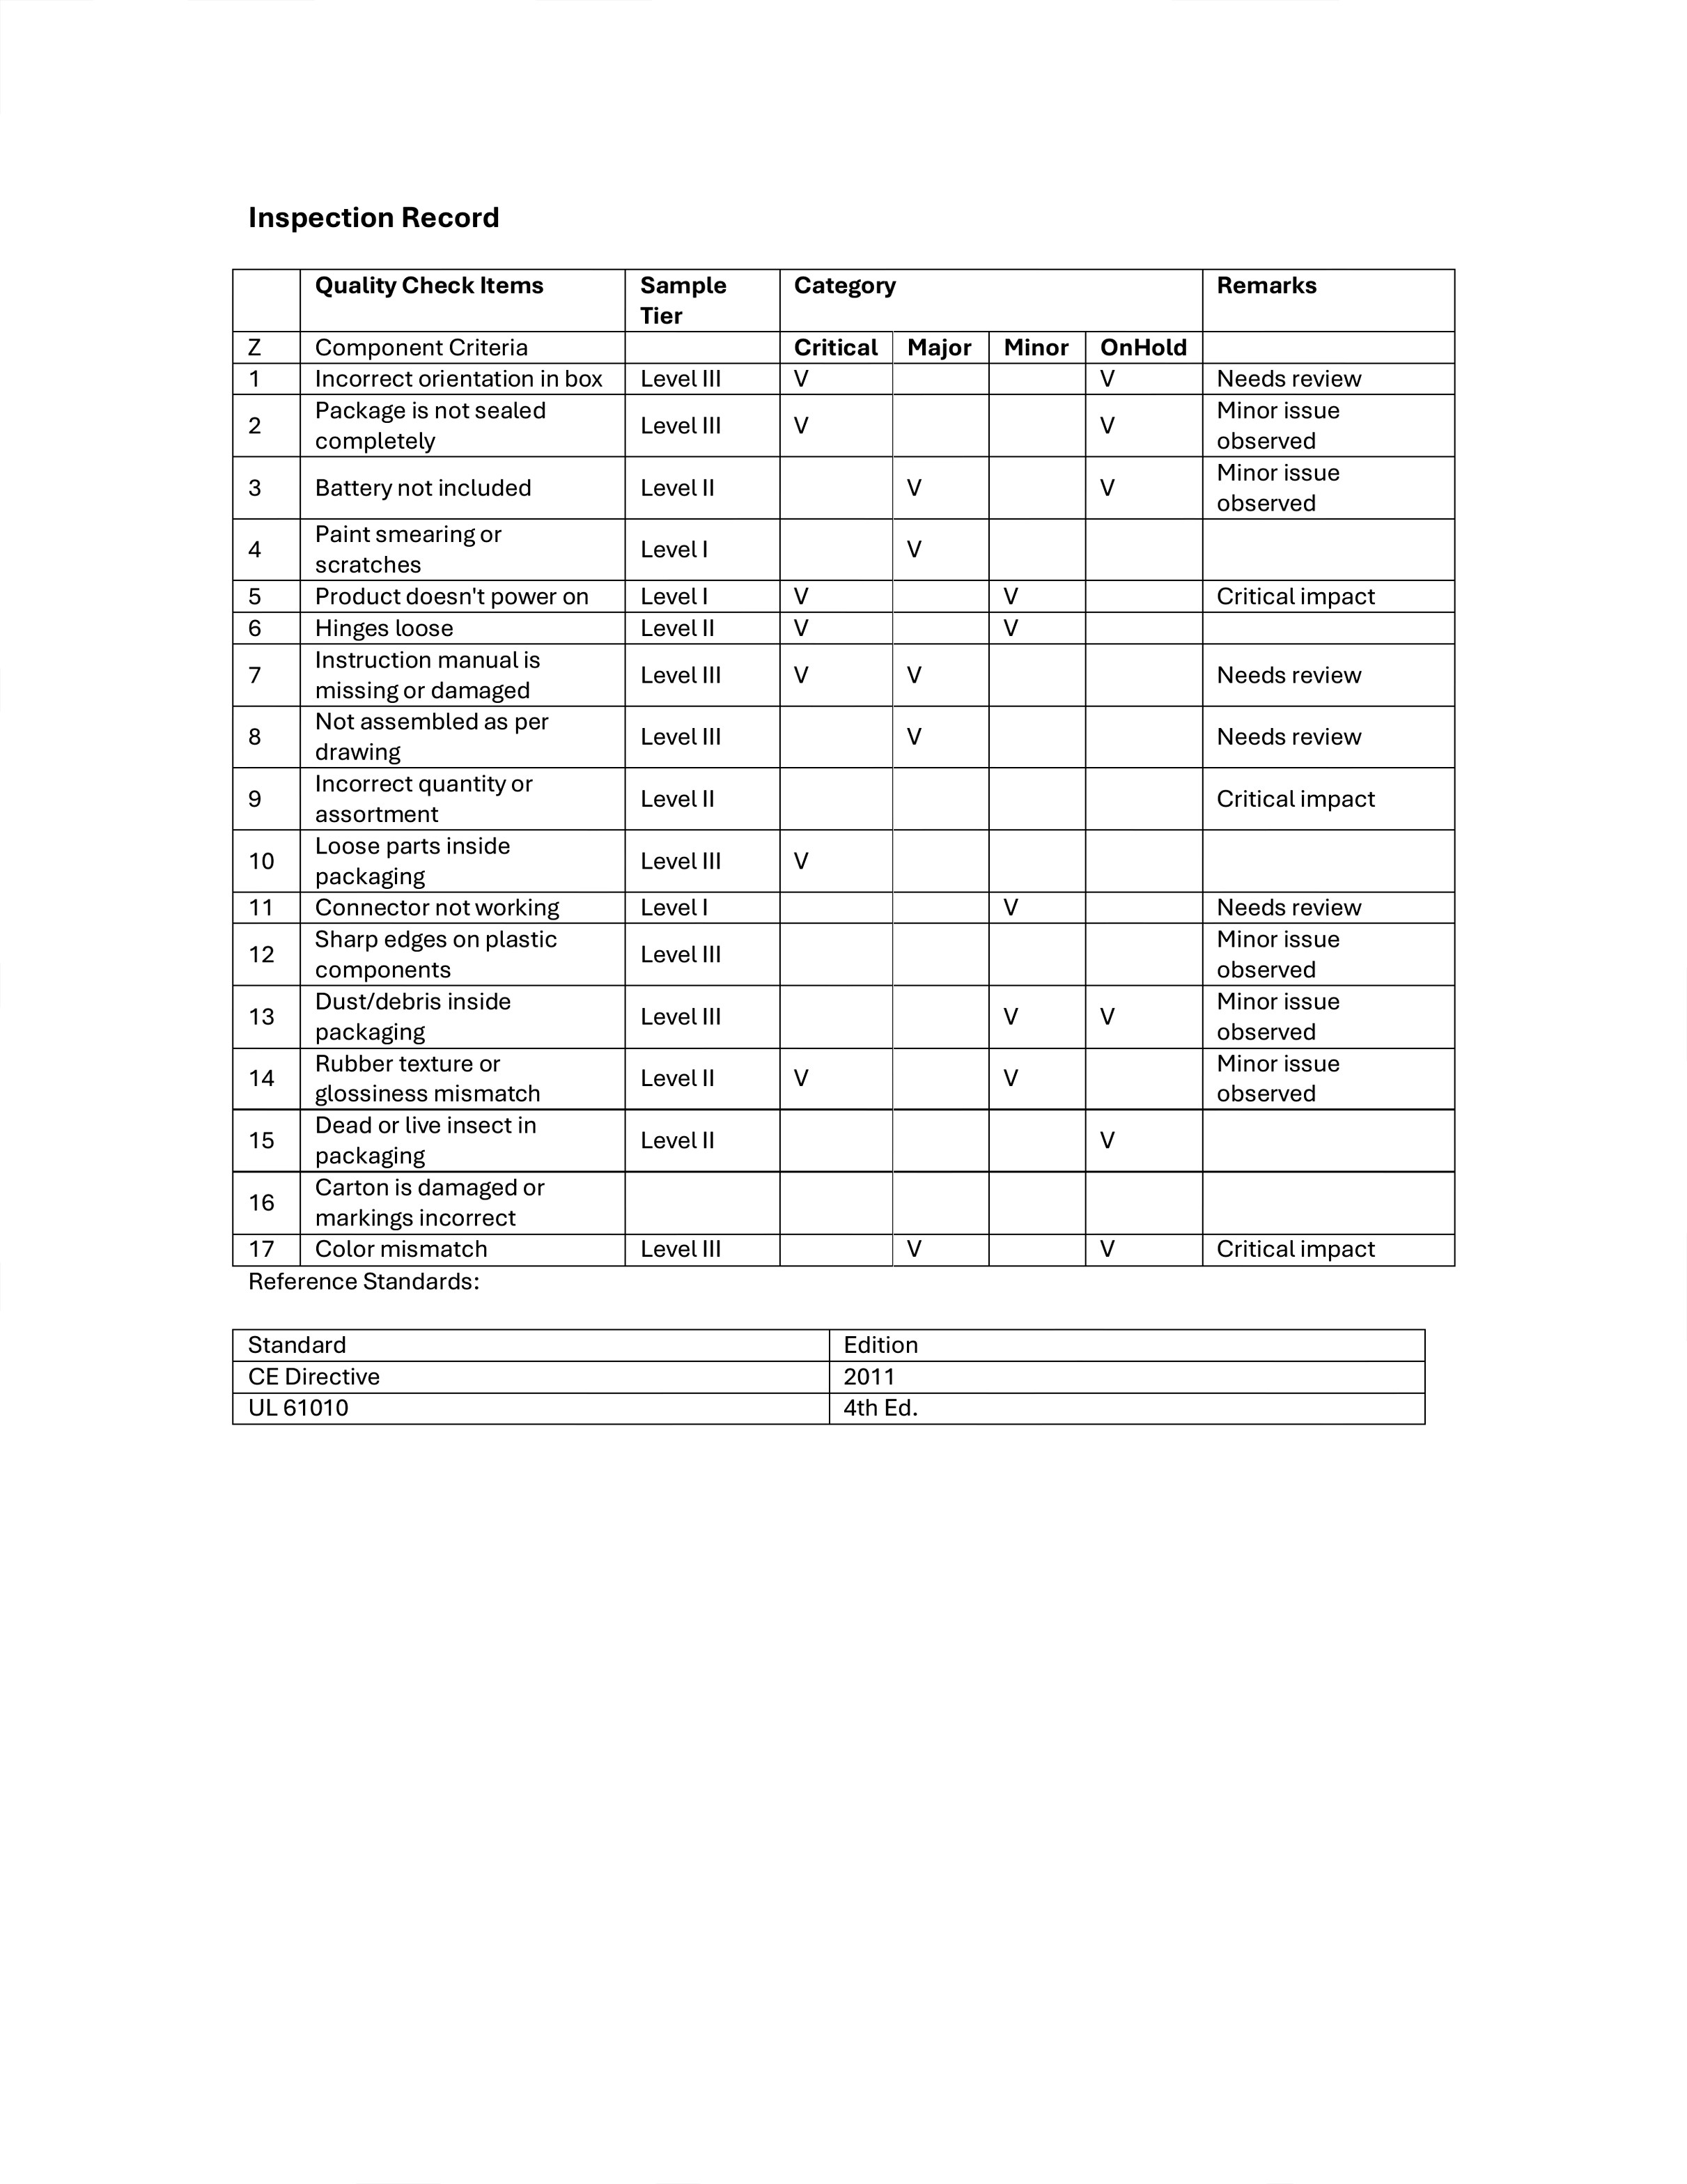 Inspection Record
Quality Check Items Sample Tier Category Remarks
Z Component Criteria Critical Major Minor OnHold
1 Incorrect orientation in box Level III V V Needs review
2 Package is not sealed completely Level III V V Minor issue observed
3 Battery not included Level II V V Minor issue observed
4 Paint smearing or scratches Level I V
5 Product doesn't power on Level I V V Critical impact
6 Hinges loose Level II V V
7 Instruction manual is missing or damaged Level III V V Needs review
8 Not assembled as per drawing Level III V Needs review
9 Incorrect quantity or assortment Level II Critical impact
10 Loose parts inside packaging Level III V
11 Connector not working Level I V Needs review
12 Sharp edges on plastic components Level III Minor issue observed
13 Dust/debris inside packaging Level III V V Minor issue observed
14 Rubber texture or glossiness mismatch Level II V V Minor issue observed
15 Dead or live insect in packaging Level II V
16 Carton is damaged or markings incorrect
17 Color mismatch Level III V V Critical impact
Reference Standards:
Standard Edition
CE Directive 2011
UL 61010 4th Ed.